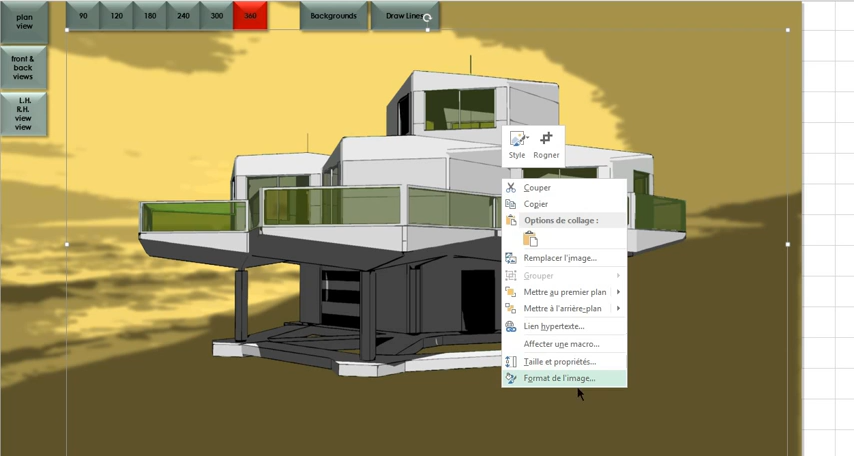 plan
view
90
120
180
240
300
360
Backgrounds
Draw Lines
front &
back
views
L.H.
R.H.
view
view
Style
Rogner
Couper
Copier
Options de collage :
Remplacer l'image...
Grouper
Mettre au premier plan
Mettre à l'arrière-plan
Lien hypertexte...
Affecter une macro...
Taille et propriétés...
Format de l'image...